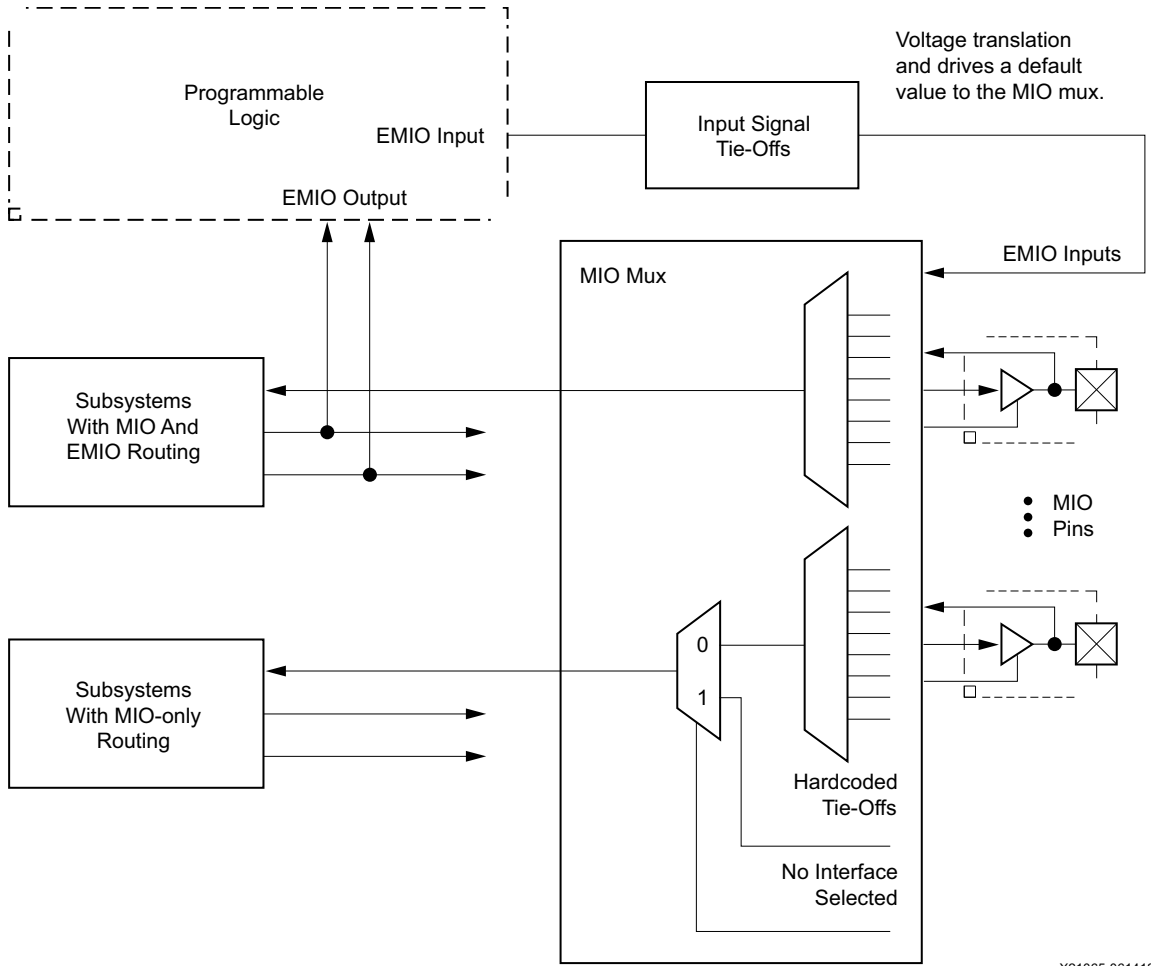 Programmable
Logic
EMIO Input
EMIO Output
Input Signal
Tie-Offs
Voltage translation
and drives a default
value to the MIO mux.
EMIO Inputs
MIO Mux
Subsystems
With MIO And
EMIO Routing
MIO
Pins
0
1
Subsystems
With MIO-only
Routing
Hardcoded
Tie-Offs
No Interface
Selected